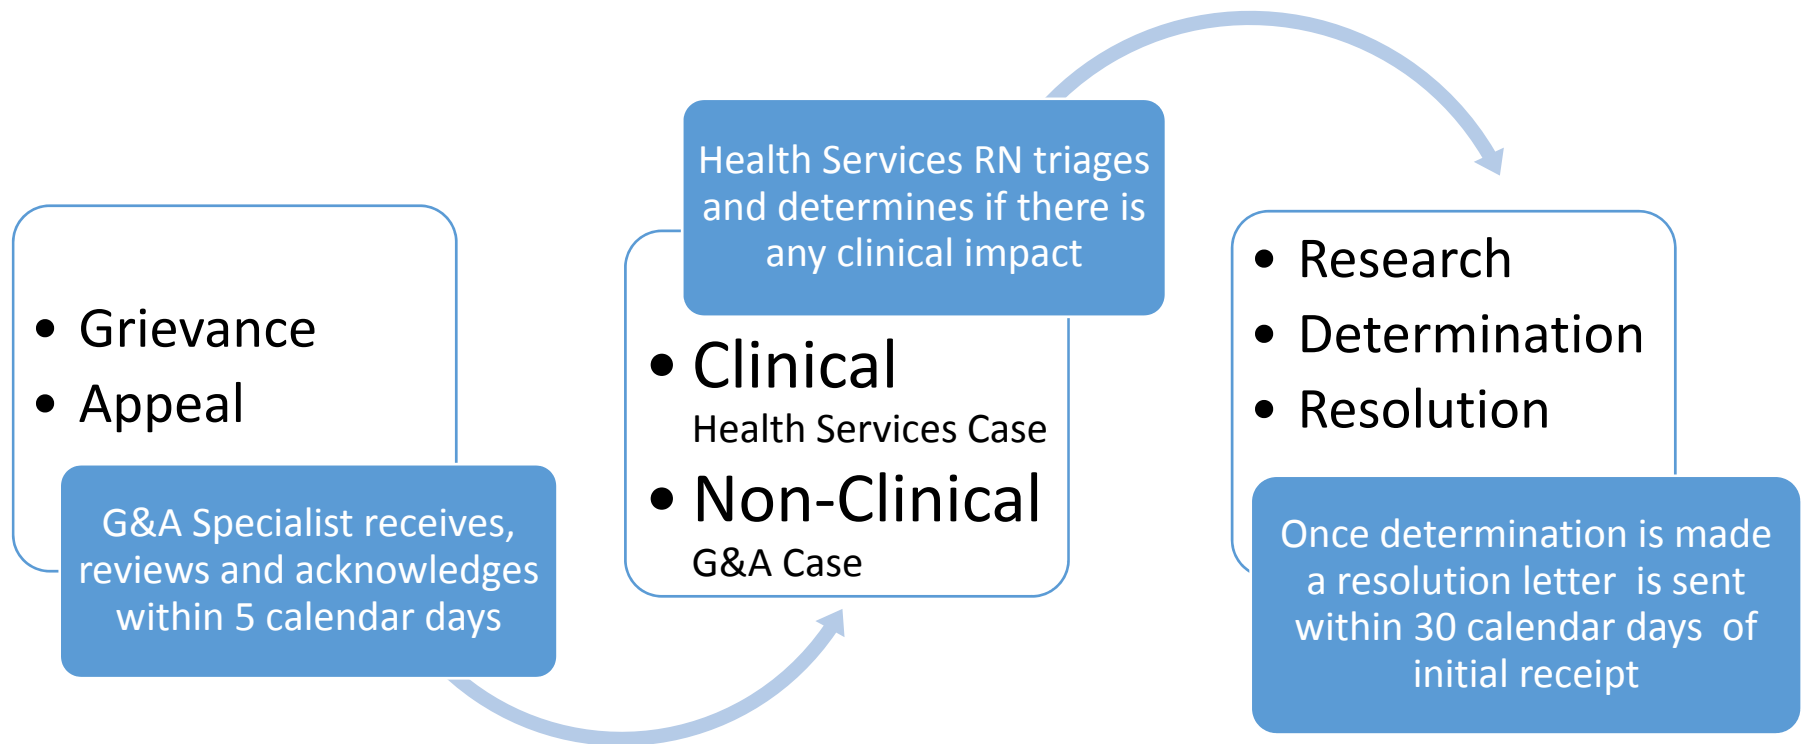 • Grievance
• Appeal
G&A Specialist receives,
reviews and acknowledges
within 5 calendar days
Health Services RN triages
and determines if there is
any clinical impact
• Clinical
Health Services Case
• Non-Clinical
G&A Case
• Research
• Determination
• Resolution
Once determination is made
a resolution letter is sent
within 30 calendar days of
initial receipt